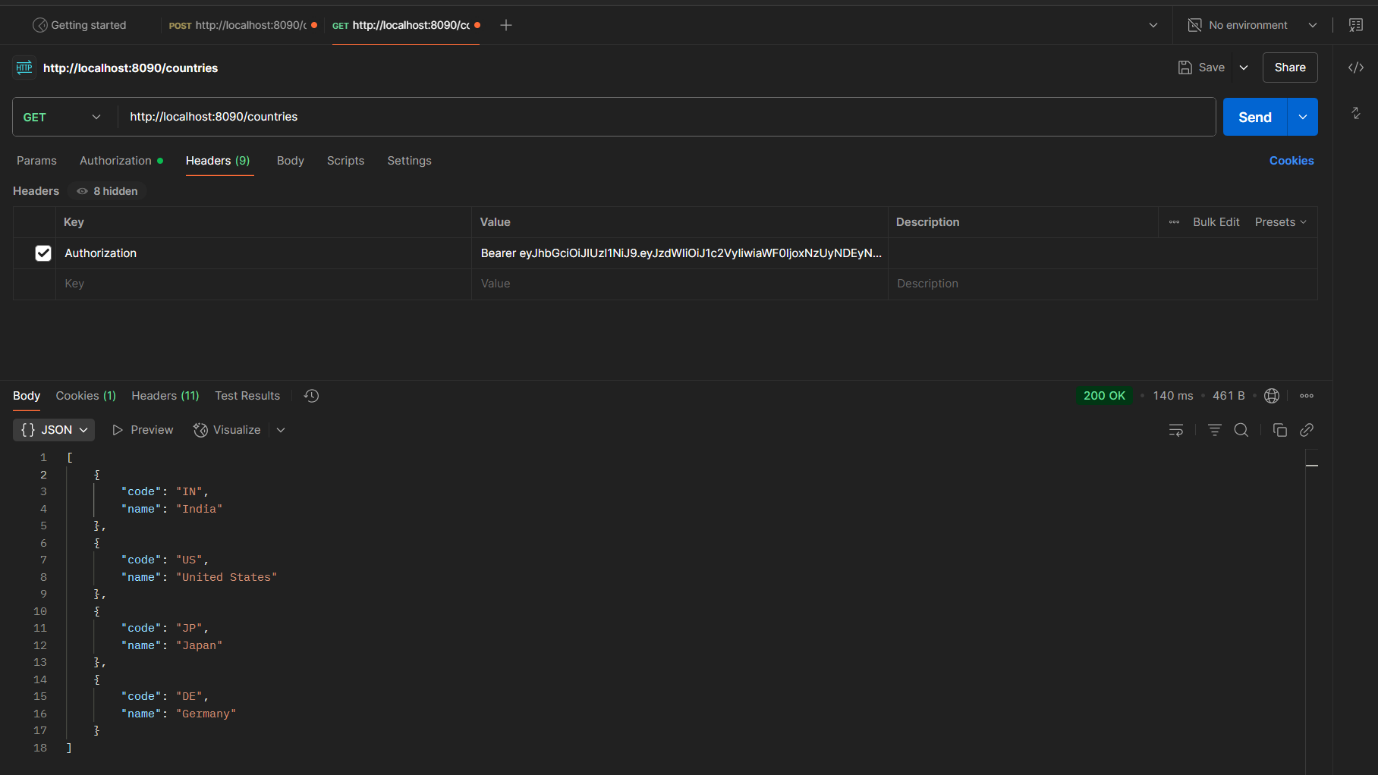 Getting started POST http://localhost:8090/c GET http://localhost:8090/cc No environment
HTTP http://localhost:8090/countries Save Share
GET http://localhost:8090/countries Send
Params Authorization Headers (9) Body Scripts Settings Cookies
Headers 8 hidden
Key Value Description Bulk Edit Presets
Authorization Bearer eyJhbGciOiJIUzI1NiJ9.eyJzdWIiOiJ1c2VyIiwiaWF0IjoxNzUyNDEyN...
Key Value Description
Body Cookies (1) Headers (11) Test Results 200 OK 140 ms 461 B
{} JSON Preview Visualize
1 [
2 {
3 "code": "IN",
4 "name": "India"
5 },
6 {
7 "code": "US",
8 "name": "United States"
9 },
10 {
11 "code": "JP",
12 "name": "Japan"
13 },
14 {
15 "code": "DE",
16 "name": "Germany"
17 }
18 ]